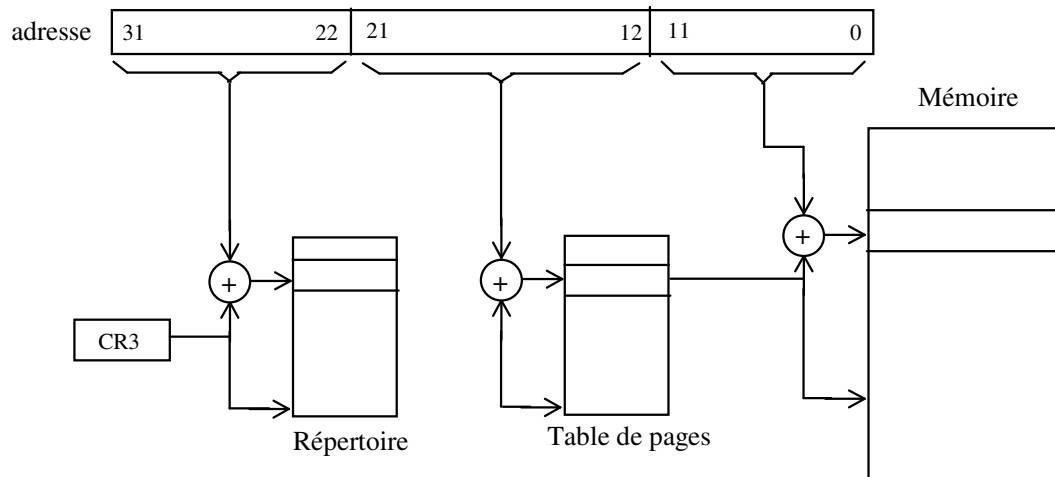 adresse 31 22 21 12 11 0
Mémoire
+
+ +
CR3
Répertoire Table de pages